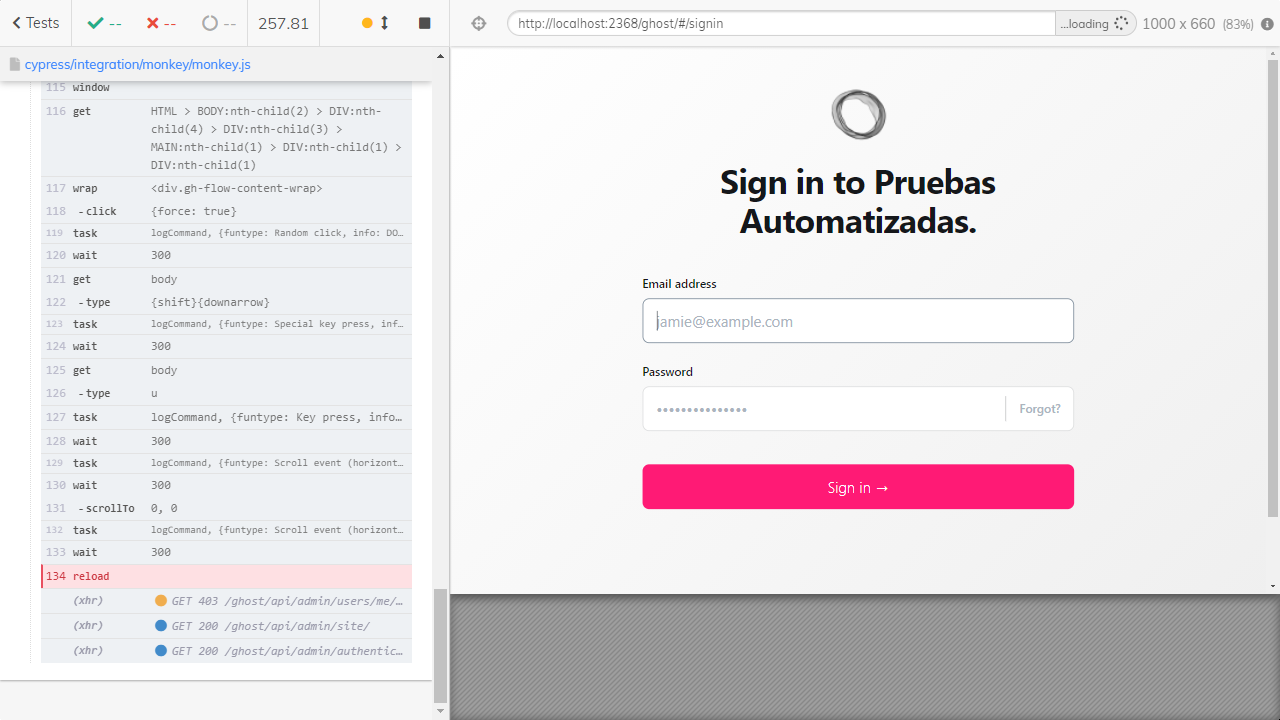 Tests
--
--
--
257.81
http://localhost:2368/ghost/#/signin
...loading
1000 x 660 (83%)
cypress/integration/monkey/monkey.js
115 window
116 get HTML > BODY:nth-child(2) > DIV:nth-
child(4) > DIV:nth-child(3) >
MAIN:nth-child(1) > DIV:nth-child(1) >
DIV:nth-child(1)
117 wrap <div.gh-flow-content-wrap>
118 -click {force: true}
119 task logCommand, {funtype: Random click, info: DO…
120 wait 300
121 get body
122 -type {shift}{downarrow}
123 task logCommand, {funtype: Special key press, inf…
124 wait 300
125 get body
126 -type u
127 task logCommand, {funtype: Key press, info…
128 wait 300
129 task logCommand, {funtype: Scroll event (horizont…
130 wait 300
131 -scrollTo 0, 0
132 task logCommand, {funtype: Scroll event (horizont…
133 wait 300
134 reload
(xhr) GET 403 /ghost/api/admin/users/me/…
(xhr) GET 200 /ghost/api/admin/site/
(xhr) GET 200 /ghost/api/admin/authentic…
Sign in to Pruebas
Automatizadas.
Email address
jamie@example.com
Password
•••••••••••••••
Forgot?
Sign in →